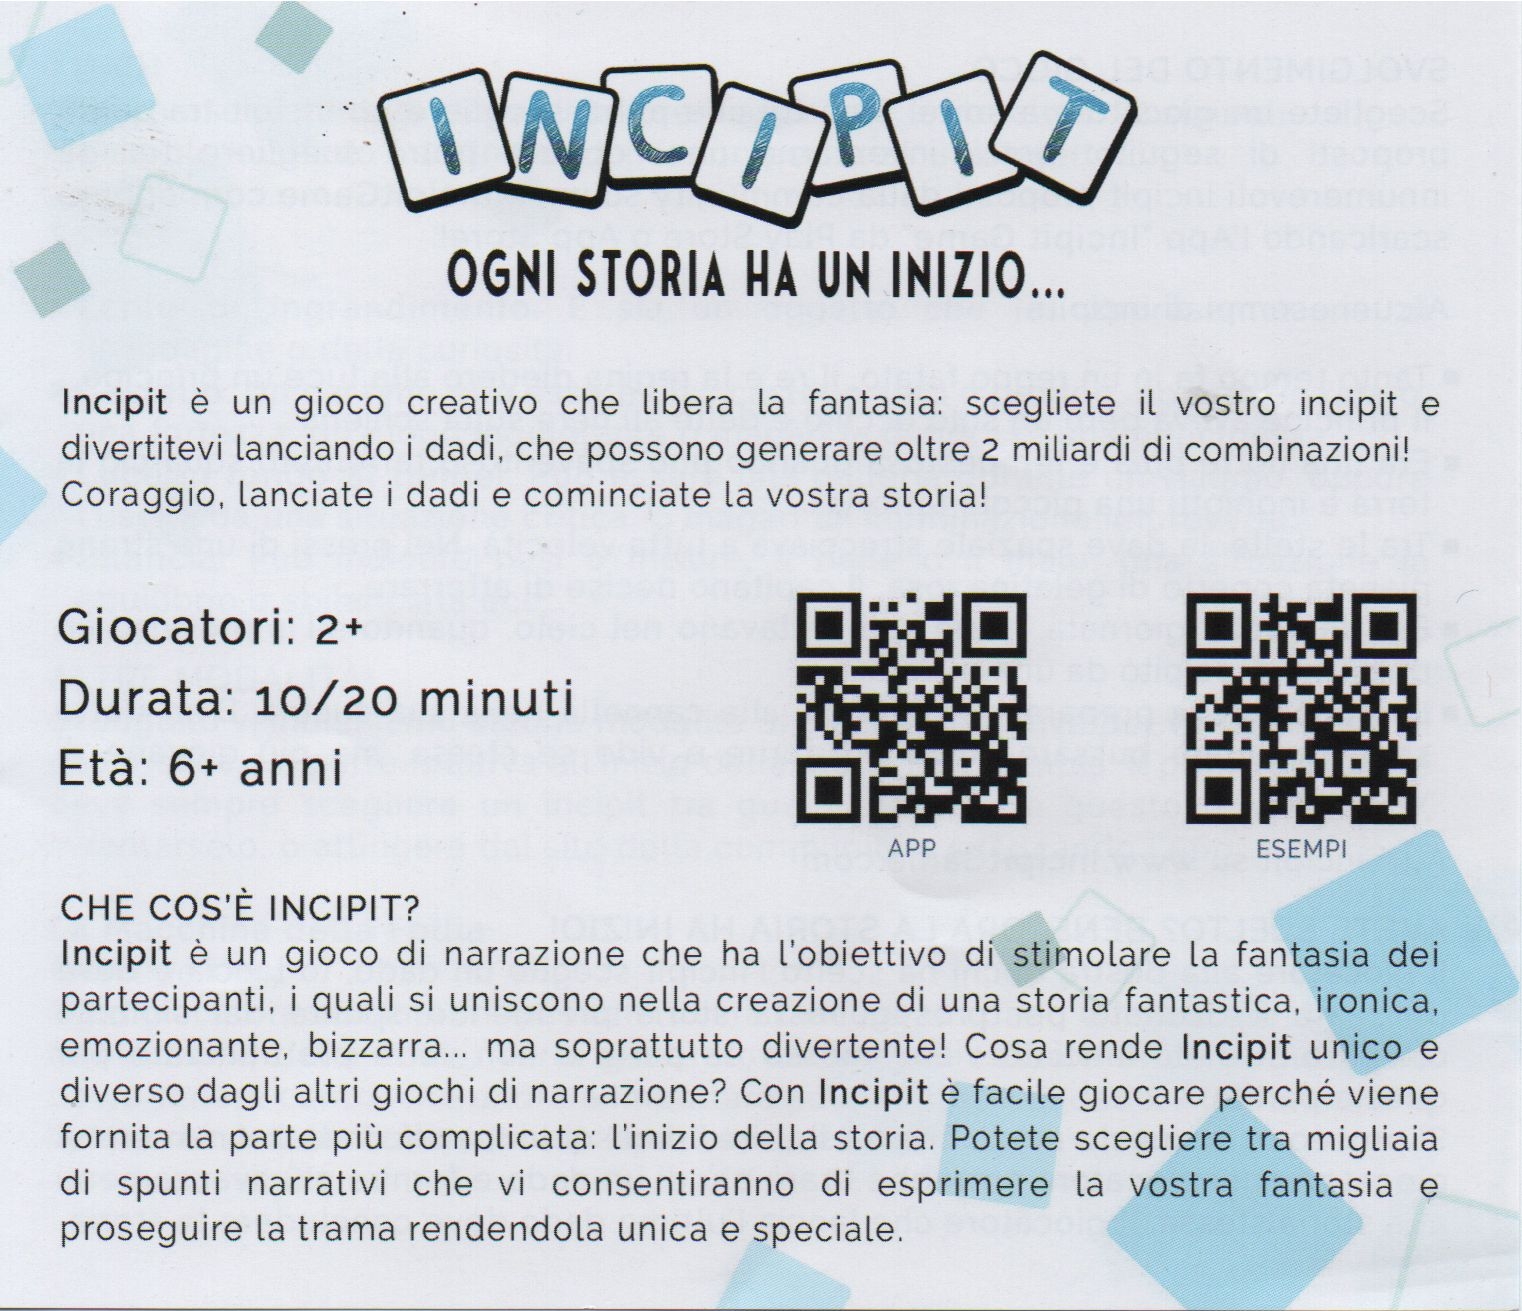 INCIPIT
OGNI STORIA HA UN INIZIO...
Incipit è un gioco creativo che libera la fantasia: scegliete il vostro incipit e
divertitevi lanciando i dadi, che possono generare oltre 2 miliardi di combinazioni!
Coraggio, lanciate i dadi e cominciate la vostra storia!
Giocatori: 2+
Durata: 10/20 minuti
Età: 6+ anni
APP
ESEMPI
CHE COS'È INCIPIT?
Incipit è un gioco di narrazione che ha l'obiettivo di stimolare la fantasia dei
partecipanti, i quali si uniscono nella creazione di una storia fantastica, ironica,
emozionante, bizzarra... ma soprattutto divertente! Cosa rende Incipit unico e
diverso dagli altri giochi di narrazione? Con Incipit è facile giocare perché viene
fornita la parte più complicata: l'inizio della storia. Potete scegliere tra migliaia
di spunti narrativi che vi consentiranno di esprimere la vostra fantasia e
proseguire la trama rendendola unica e speciale.